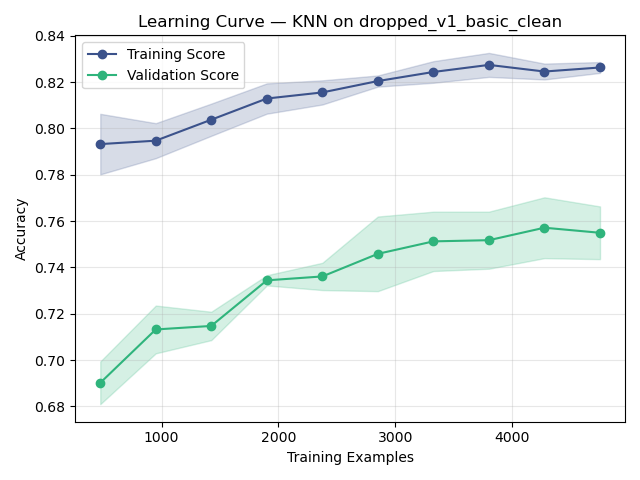 Learning Curve — KNN on dropped_v1_basic_clean
Training Score
Validation Score
Accuracy
0.84
0.82
0.80
0.78
0.76
0.74
0.72
0.70
0.68
1000 2000 3000 4000
Training Examples